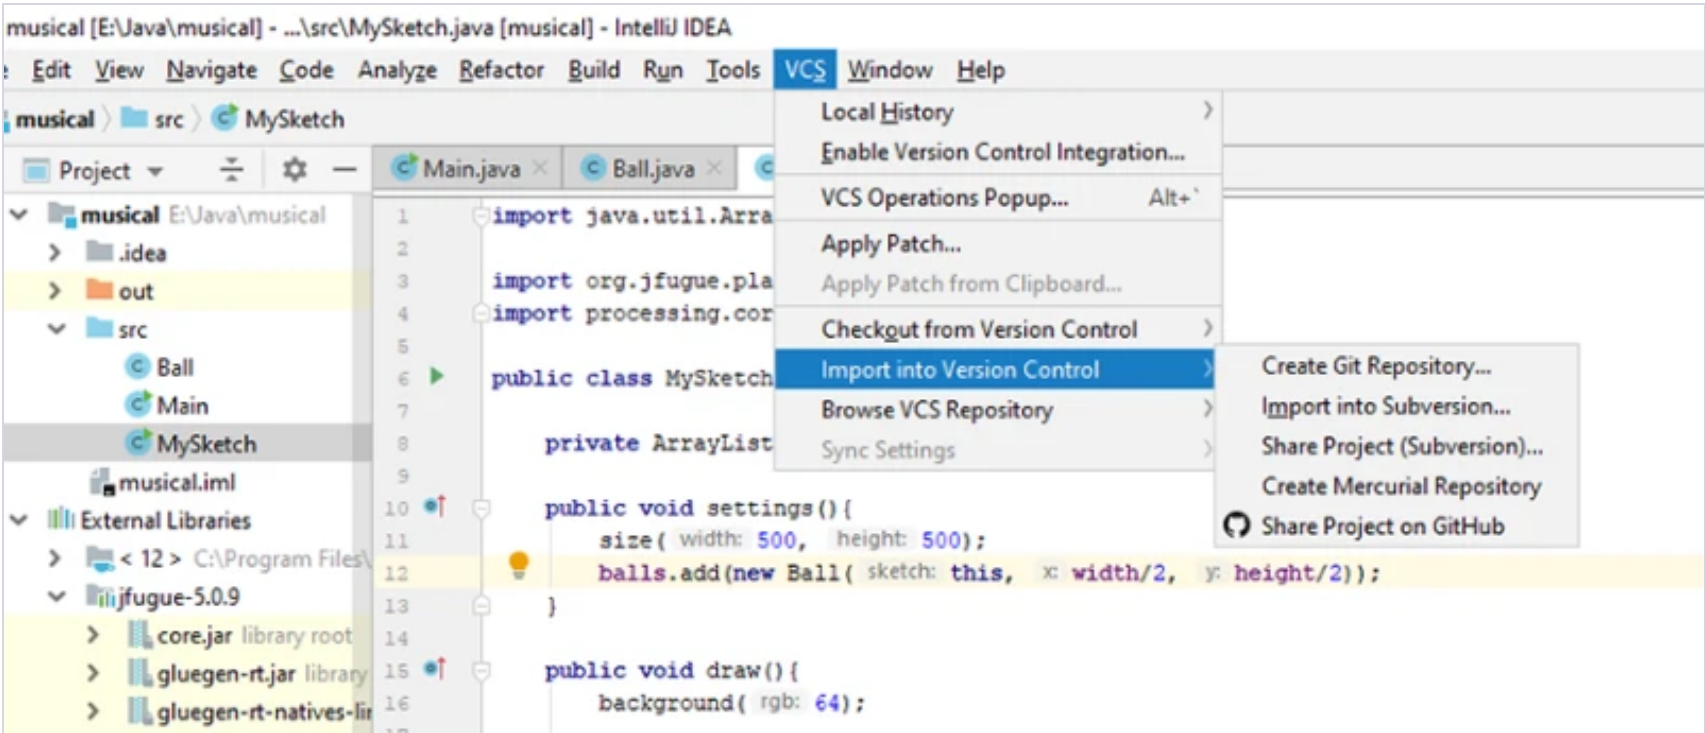 musical [E:\Java\musical] - ...\src\MySketch.java [musical] - IntelliJ IDEA
Edit View Navigate Code Analyze Refactor Build Run Tools VCS Window Help
musical src MySketch
Project
Main.java Ball.java
musical E:\Java\musical
.idea
out
src
Ball
Main
MySketch
musical.iml
External Libraries
< 12 > C:\Program Files\
jfugue-5.0.9
core.jar library root
gluegen-rt.jar library
gluegen-rt-natives-lin
1 import java.util.Arra
2
3 import org.jfugue.pla
4 import processing.cor
5
6 public class MySketch
7
8 private ArrayList
9
10 public void settings(){
11 size( width: 500, height: 500);
12 balls.add(new Ball( sketch: this, x: width/2, y: height/2));
13 }
14
15 public void draw(){
16 background( rgb: 64);
Local History
Enable Version Control Integration...
VCS Operations Popup... Alt+`
Apply Patch...
Apply Patch from Clipboard...
Checkout from Version Control
Import into Version Control
Browse VCS Repository
Sync Settings
Create Git Repository...
Import into Subversion...
Share Project (Subversion)...
Create Mercurial Repository
Share Project on GitHub